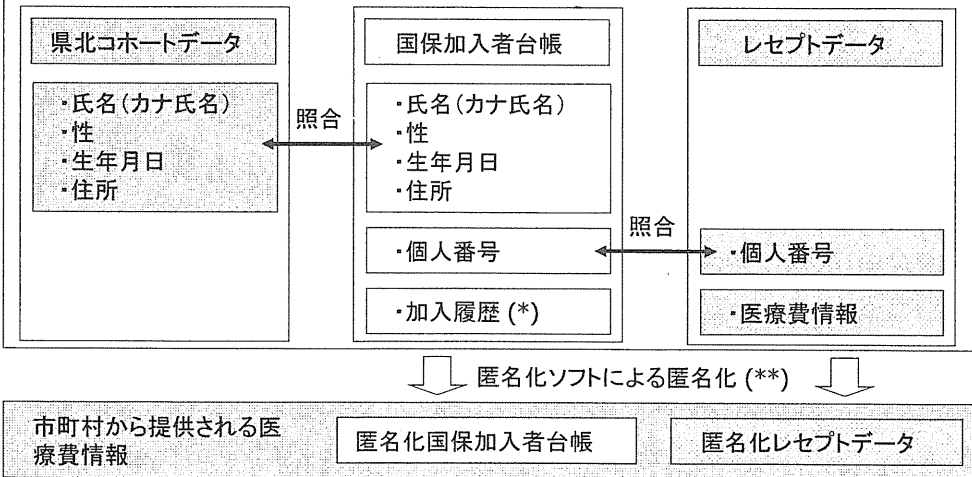 県北コホートデータ
・氏名(カナ氏名)
・性
・生年月日
・住所
照合
国保加入者台帳
・氏名(カナ氏名)
・性
・生年月日
・住所
・個人番号
・加入履歴 (*)
照合
レセプトデータ
・個人番号
・医療費情報
匿名化ソフトによる匿名化 (**)
市町村から提供される医
療費情報
匿名化国保加入者台帳
匿名化レセプトデータ